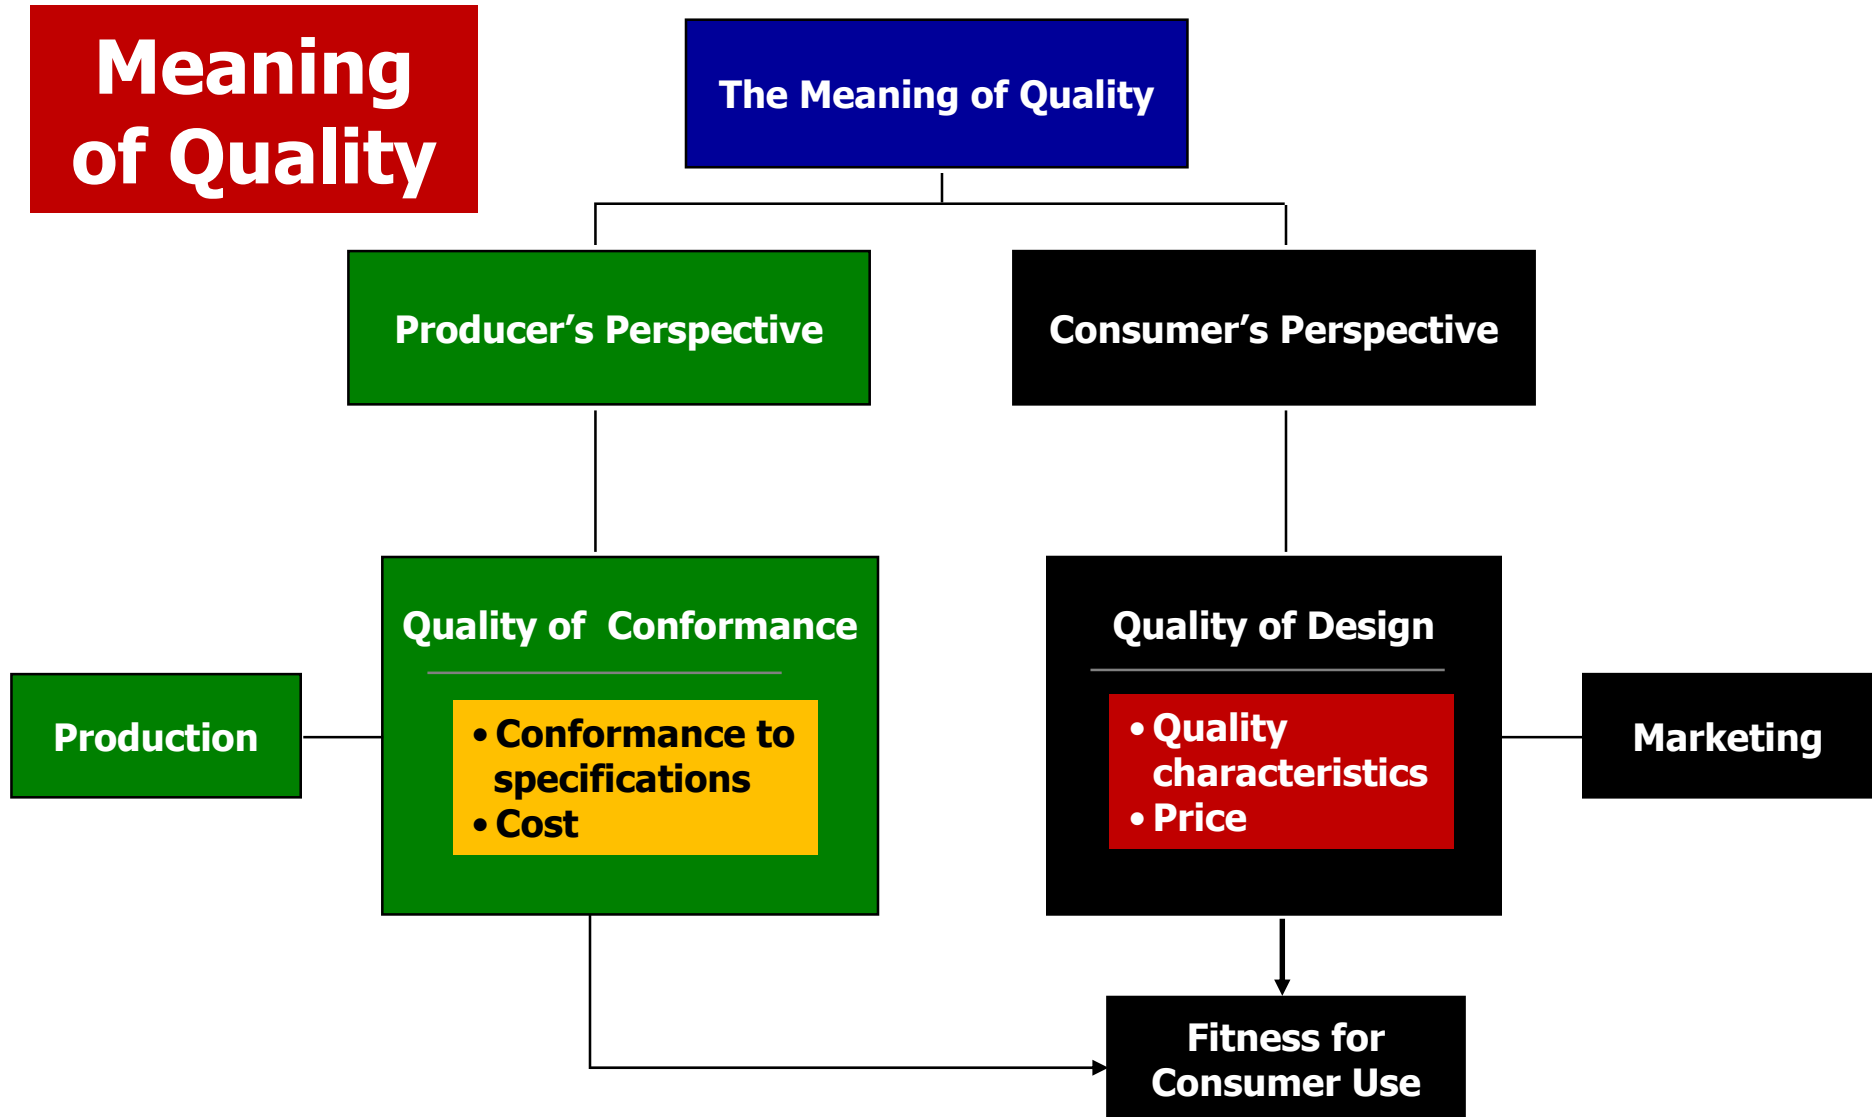 Meaning
of Quality
The Meaning of Quality
Producer’s Perspective
Consumer’s Perspective
Quality of  Conformance
• Conformance to
specifications
• Cost
Production
Quality of Design
• Quality
characteristics
• Price
Marketing
Fitness for
Consumer Use